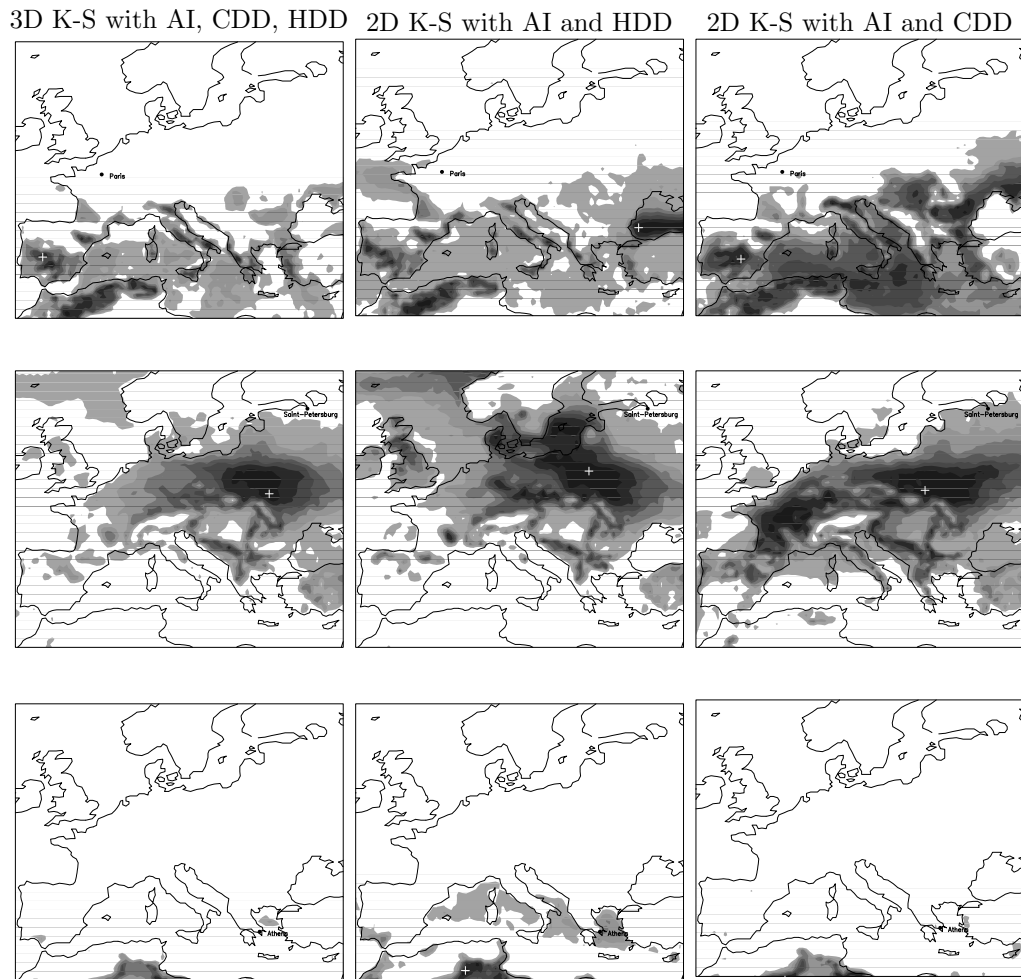 3D K-S with AI, CDD, HDD
2D K-S with AI and HDD
2D K-S with AI and CDD
Paris
Paris
Paris
Saint-Petersburg
Saint-Petersburg
Saint-Petersburg
Athens
Athens
Athens